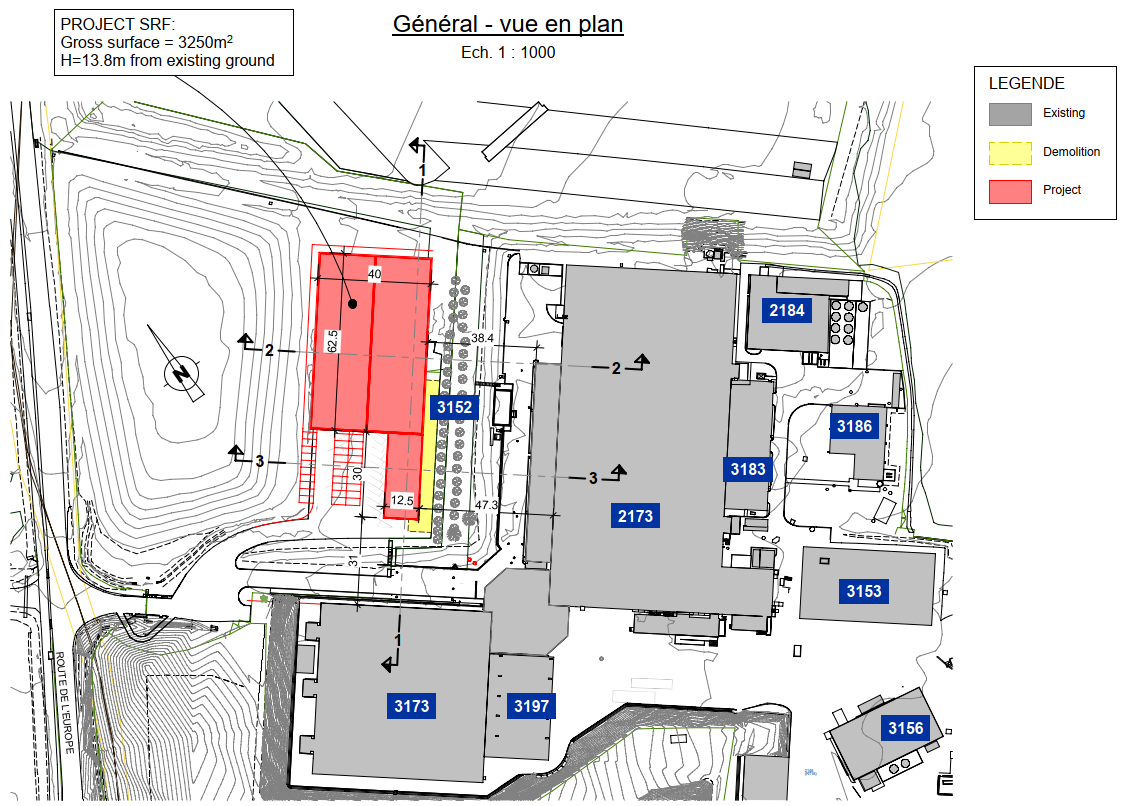 PROJECT SRF:
Gross surface = 3250m²
H=13.8m from existing ground
Général - vue en plan
Ech. 1 : 1000
LEGENDE
Existing
Demolition
Project
1
40
62.5
38.4
2
2
N
3152
2184
3186
3183
3
3
30
12.5
47.3
2173
31
3153
1
3173
3197
3156
ROUTE DE L'EUROPE